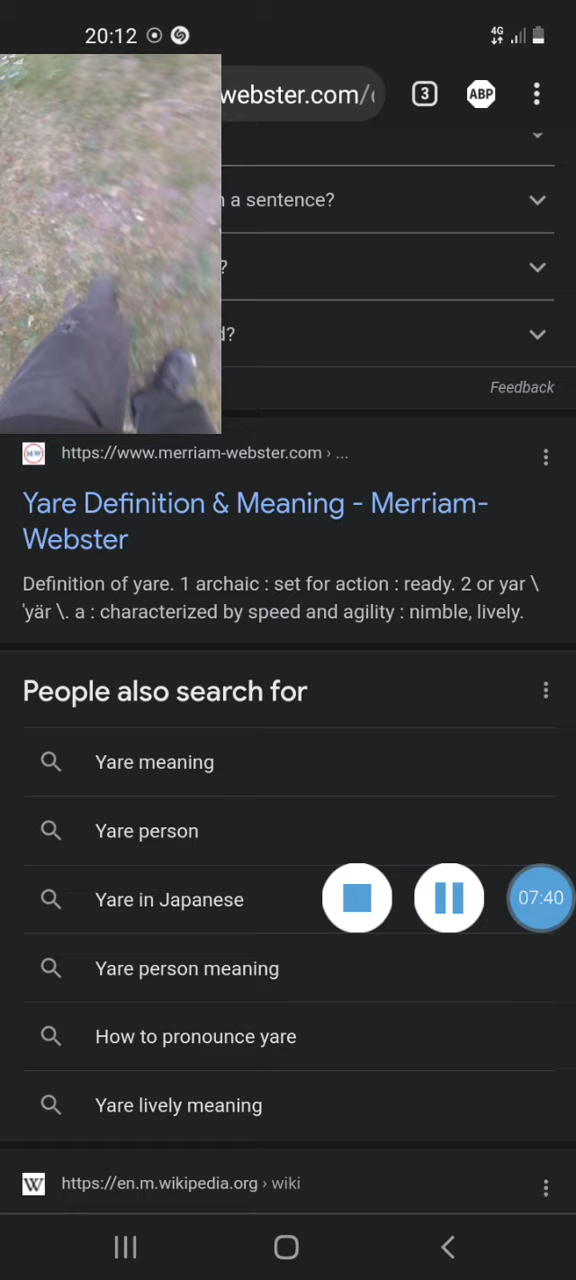 20:12
4G
webster.com/
3
ABP
a sentence?
?
d?
Feedback
https://www.merriam-webster.com › ...
Yare Definition & Meaning - Merriam-
Webster
Definition of yare. 1 archaic : set for action : ready. 2 or yar \
ˈyär \. a : characterized by speed and agility : nimble, lively.
People also search for
Yare meaning
Yare person
Yare in Japanese
07:40
Yare person meaning
How to pronounce yare
Yare lively meaning
W
https://en.m.wikipedia.org › wiki